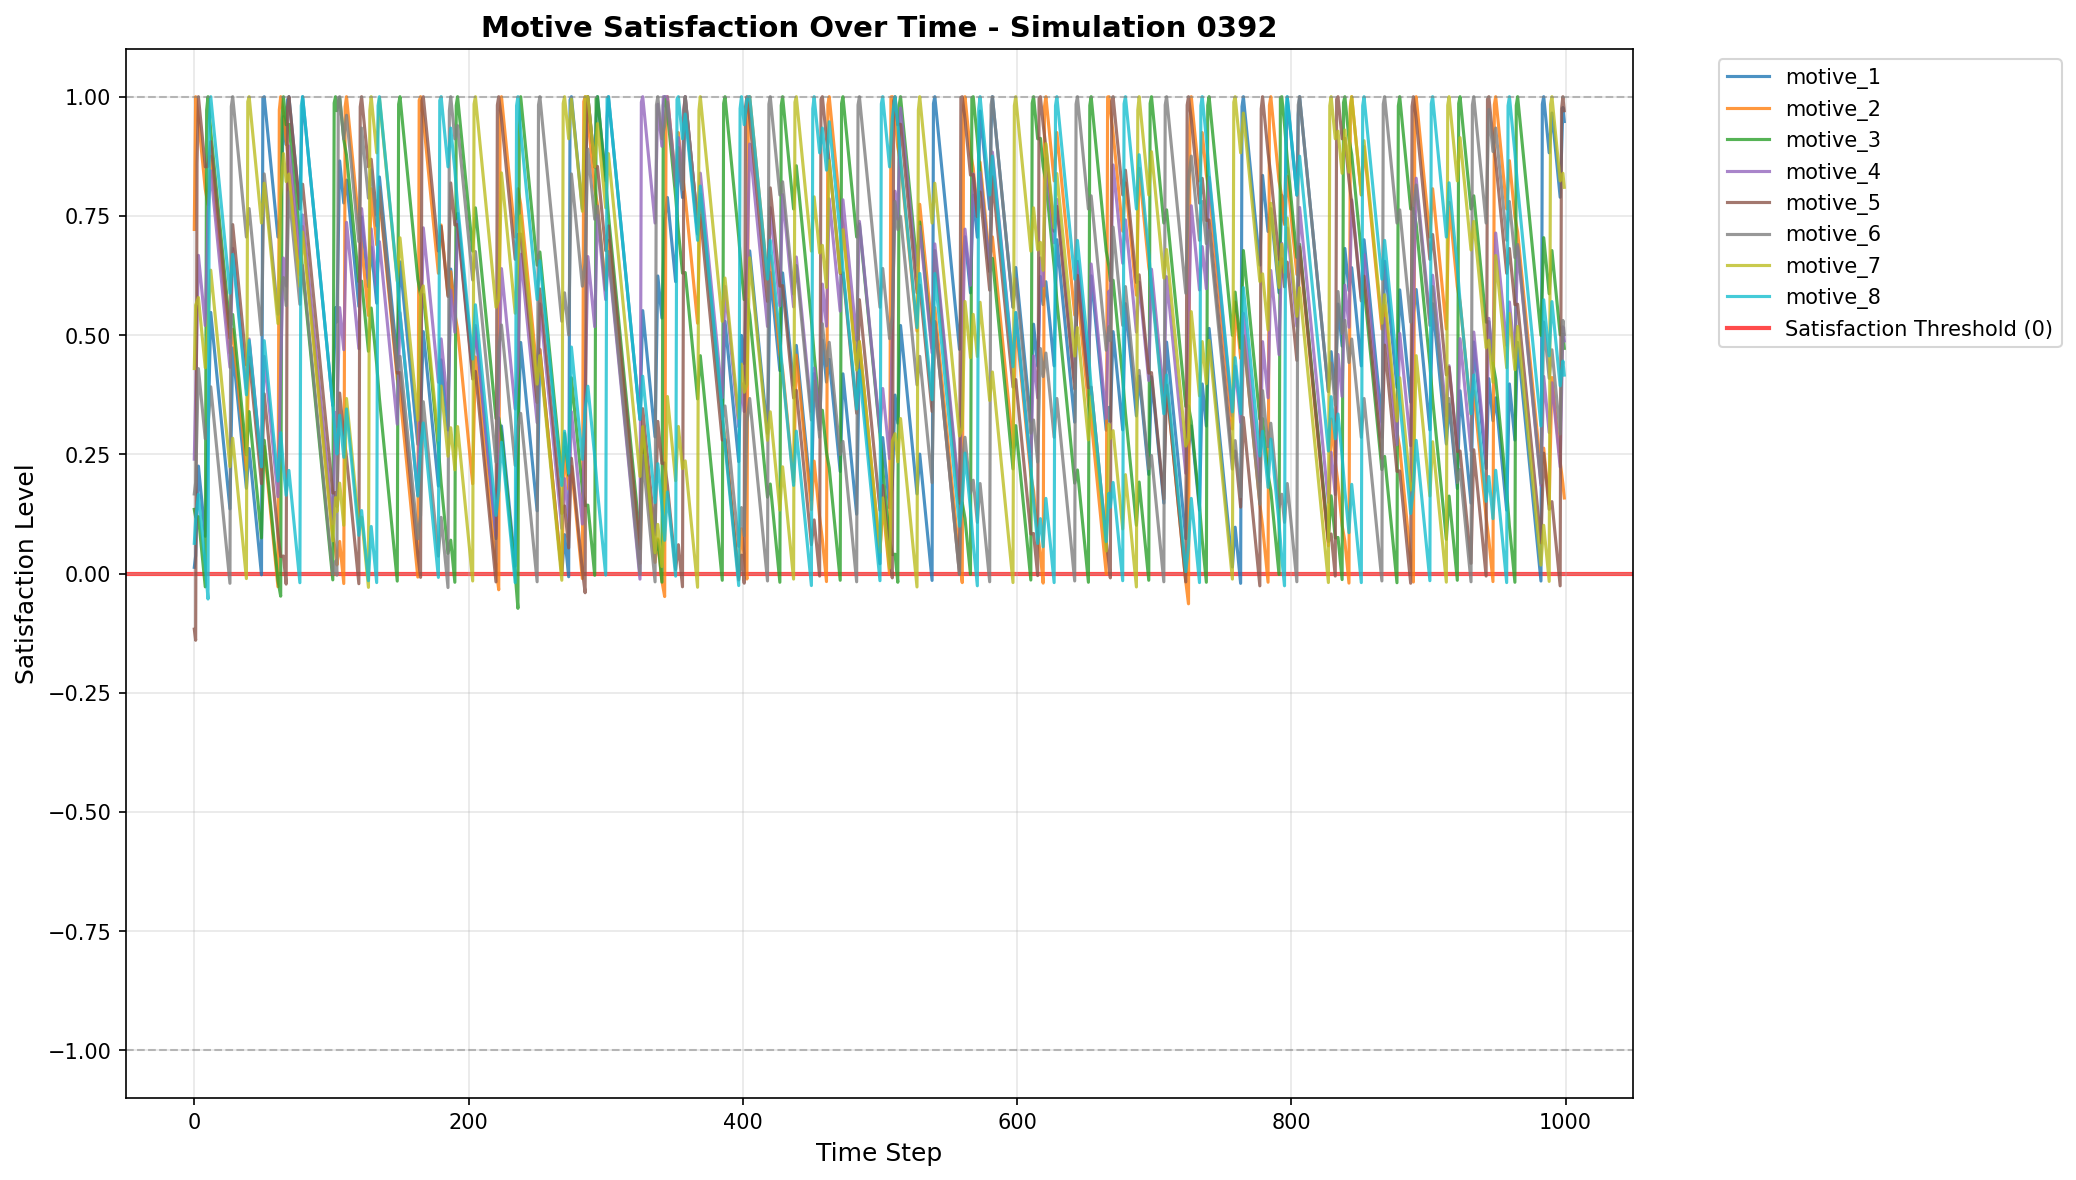 Motive Satisfaction Over Time - Simulation 0392
1.00
0.75
0.50
0.25
0.00
−0.25
−0.50
−0.75
−1.00
Satisfaction Level
0
200
400
600
800
1000
Time Step
motive_1
motive_2
motive_3
motive_4
motive_5
motive_6
motive_7
motive_8
Satisfaction Threshold (0)